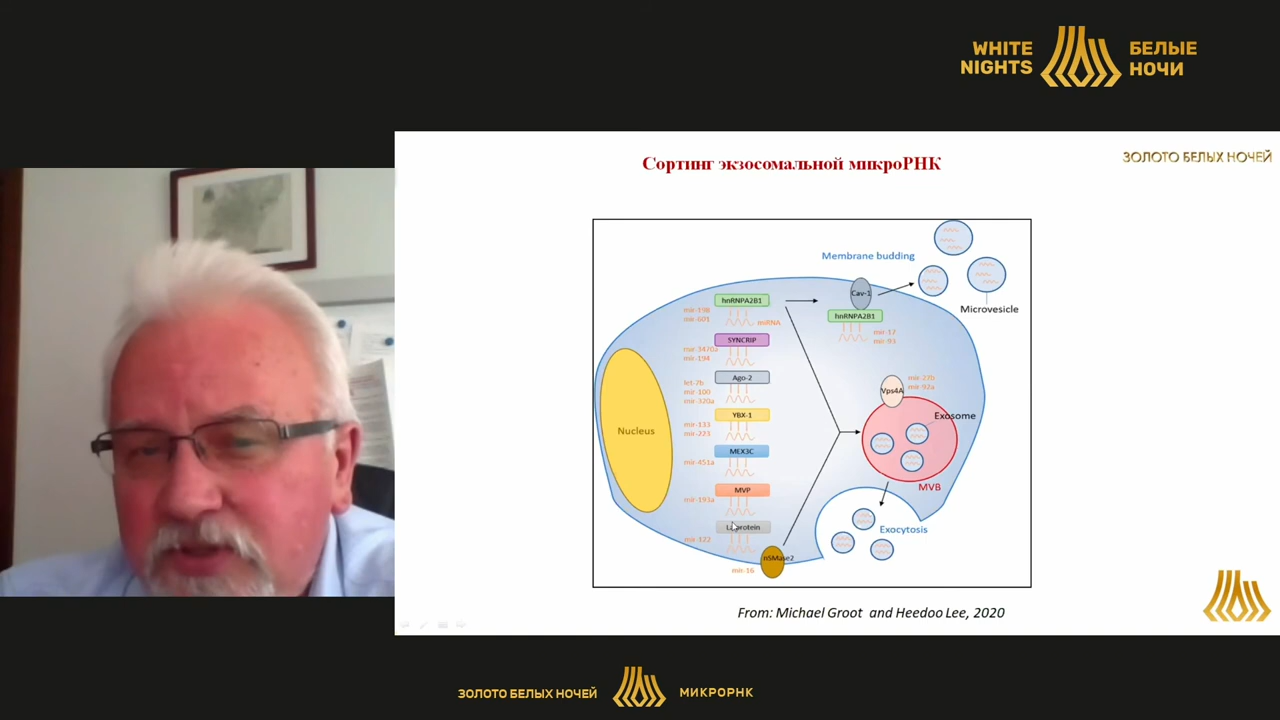 WHITE
NIGHTS
БЕЛЫЕ
НОЧИ
Сортинг экзосомальной микроРНК
ЗОЛОТО БЕЛЫХ НОЧЕЙ
Membrane budding
Cav-1
hnRNPA2B1
mir-198
mir-601
miRNA
hnRNPA2B1
mir-17
mir-93
Microvesicle
SYNCRIP
mir-3470a
mir-194
Ago-2
let-7b
mir-100
mir-320a
Vps4A
mir-27b
mir-92a
YBX-1
mir-133
mir-223
Exosome
Nucleus
MEX3C
mir-451a
MVP
mir-193a
MVB
La protein
mir-122
Exocytosis
nSMase2
mir-16
From: Michael Groot and Heedoo Lee, 2020
ЗОЛОТО БЕЛЫХ НОЧЕЙ
МИКРОРНК